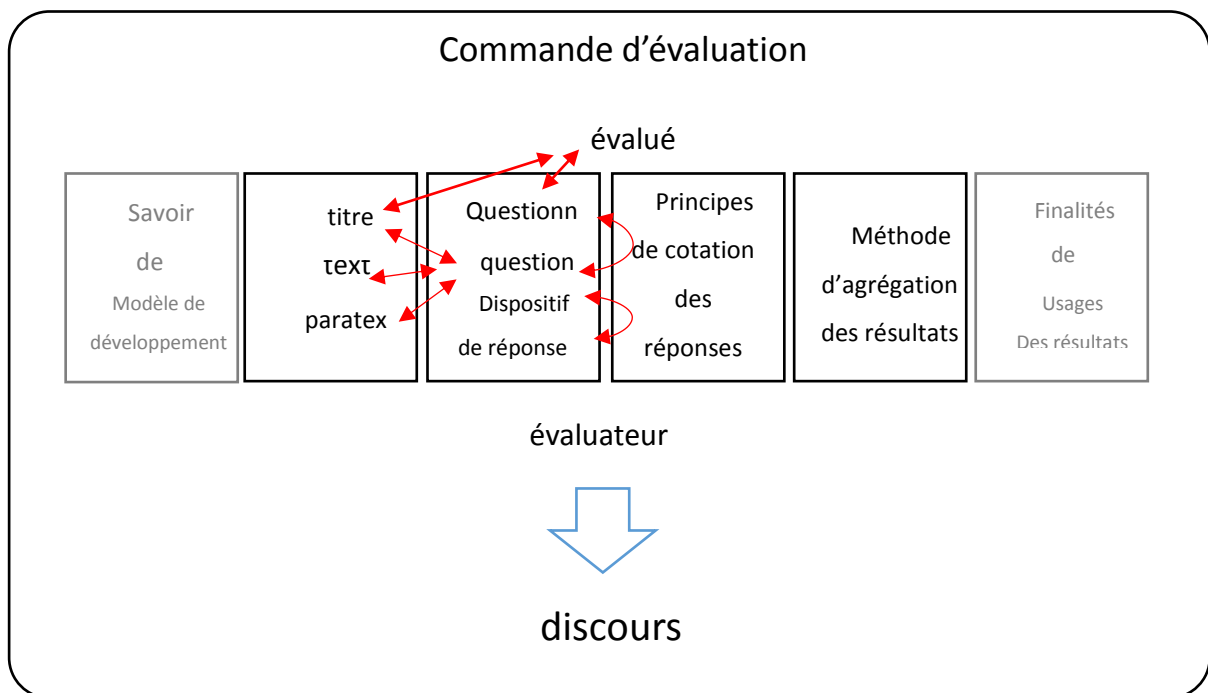 Commande d’évaluation
évalué
Savoir
de
Modèle de
développement
titre
τexτ
paratex
Questionn
question
Dispositif
de réponse
Principes
de cotation
des
réponses
Méthode
d’agrégation
des résultats
Finalités
de
Usages
Des résultats
évaluateur
discours